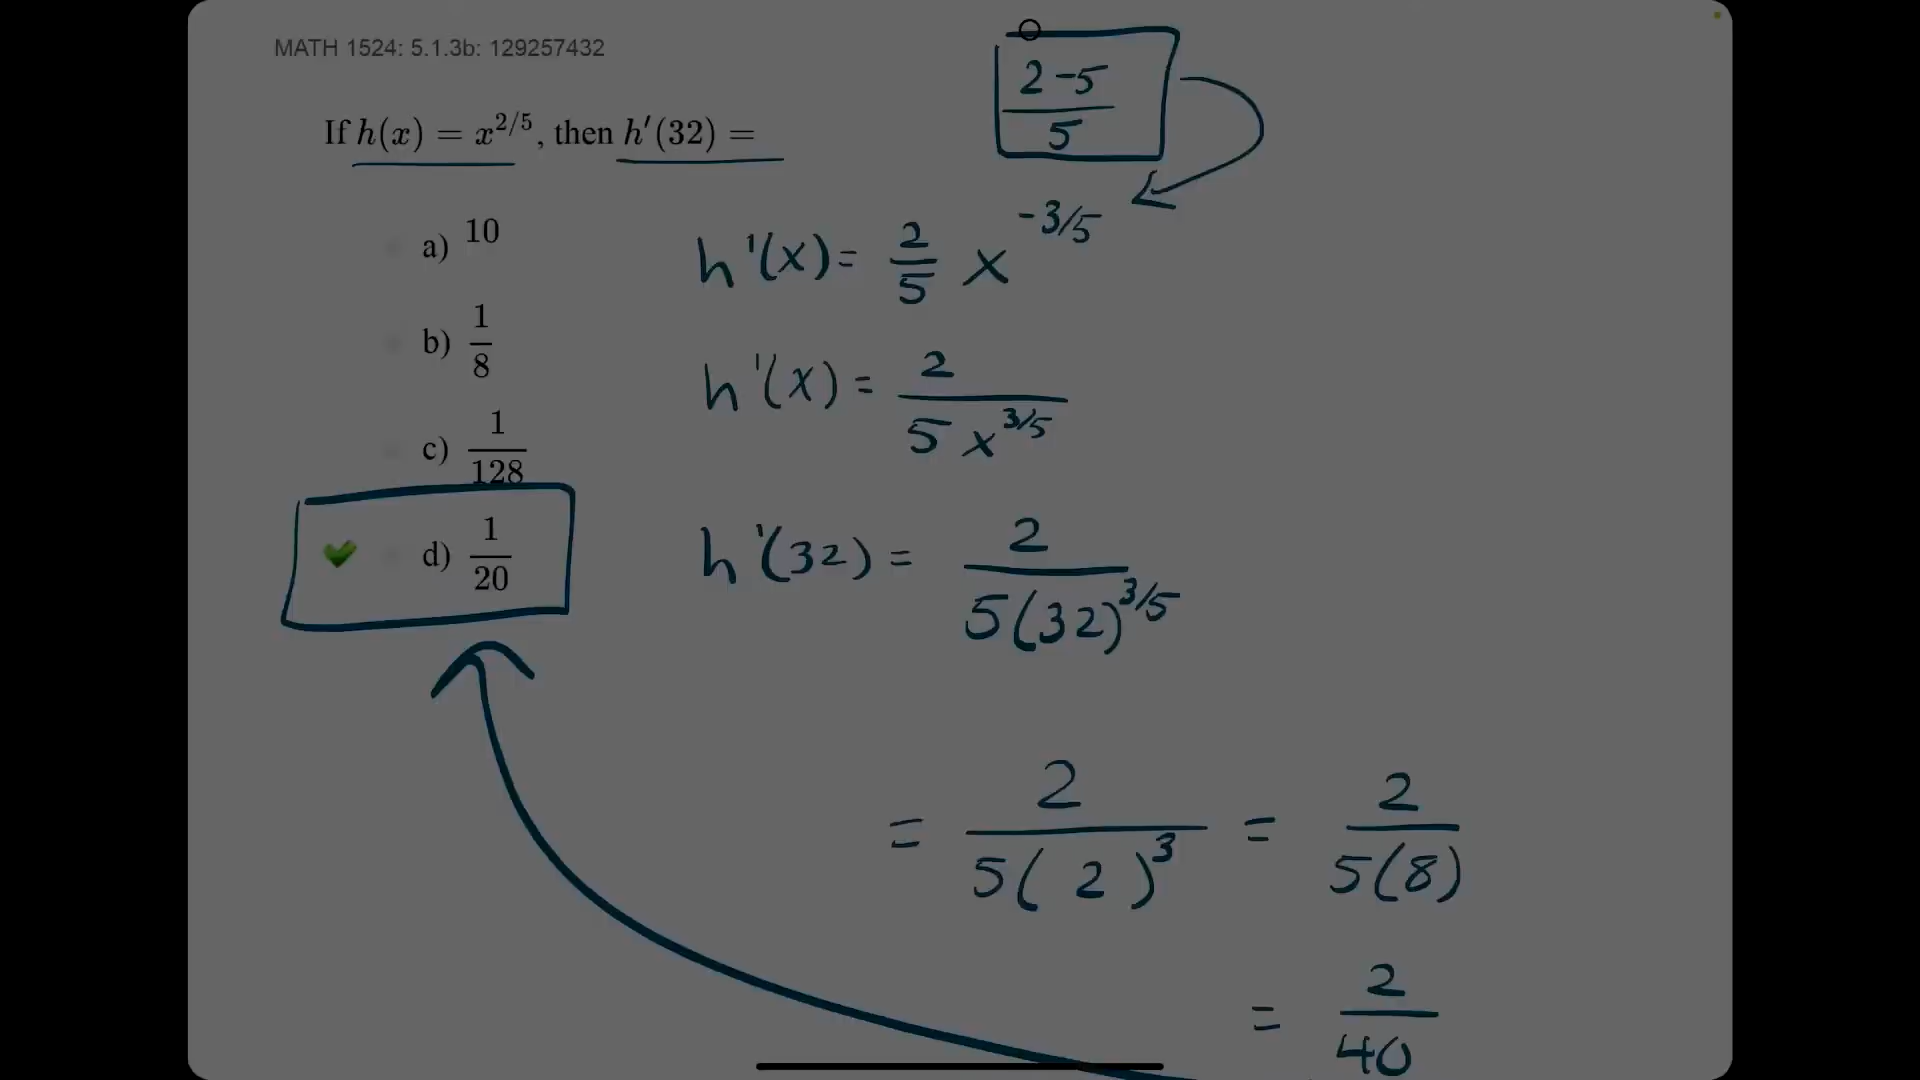 MATH 1524: 5.1.3b: 129257432
2-5
5
If h(x) = x^2/5, then h'(32) =
a) 10
b) 1/8
c) 1/128
d) 1/20
h'(x) = 2/5 x^-3/5
h'(x) = 2/(5x^3/5)
h'(32) = 2/(5(32)^3/5)
= 2/(5(2)^3) = 2/(5(8))
= 2/40